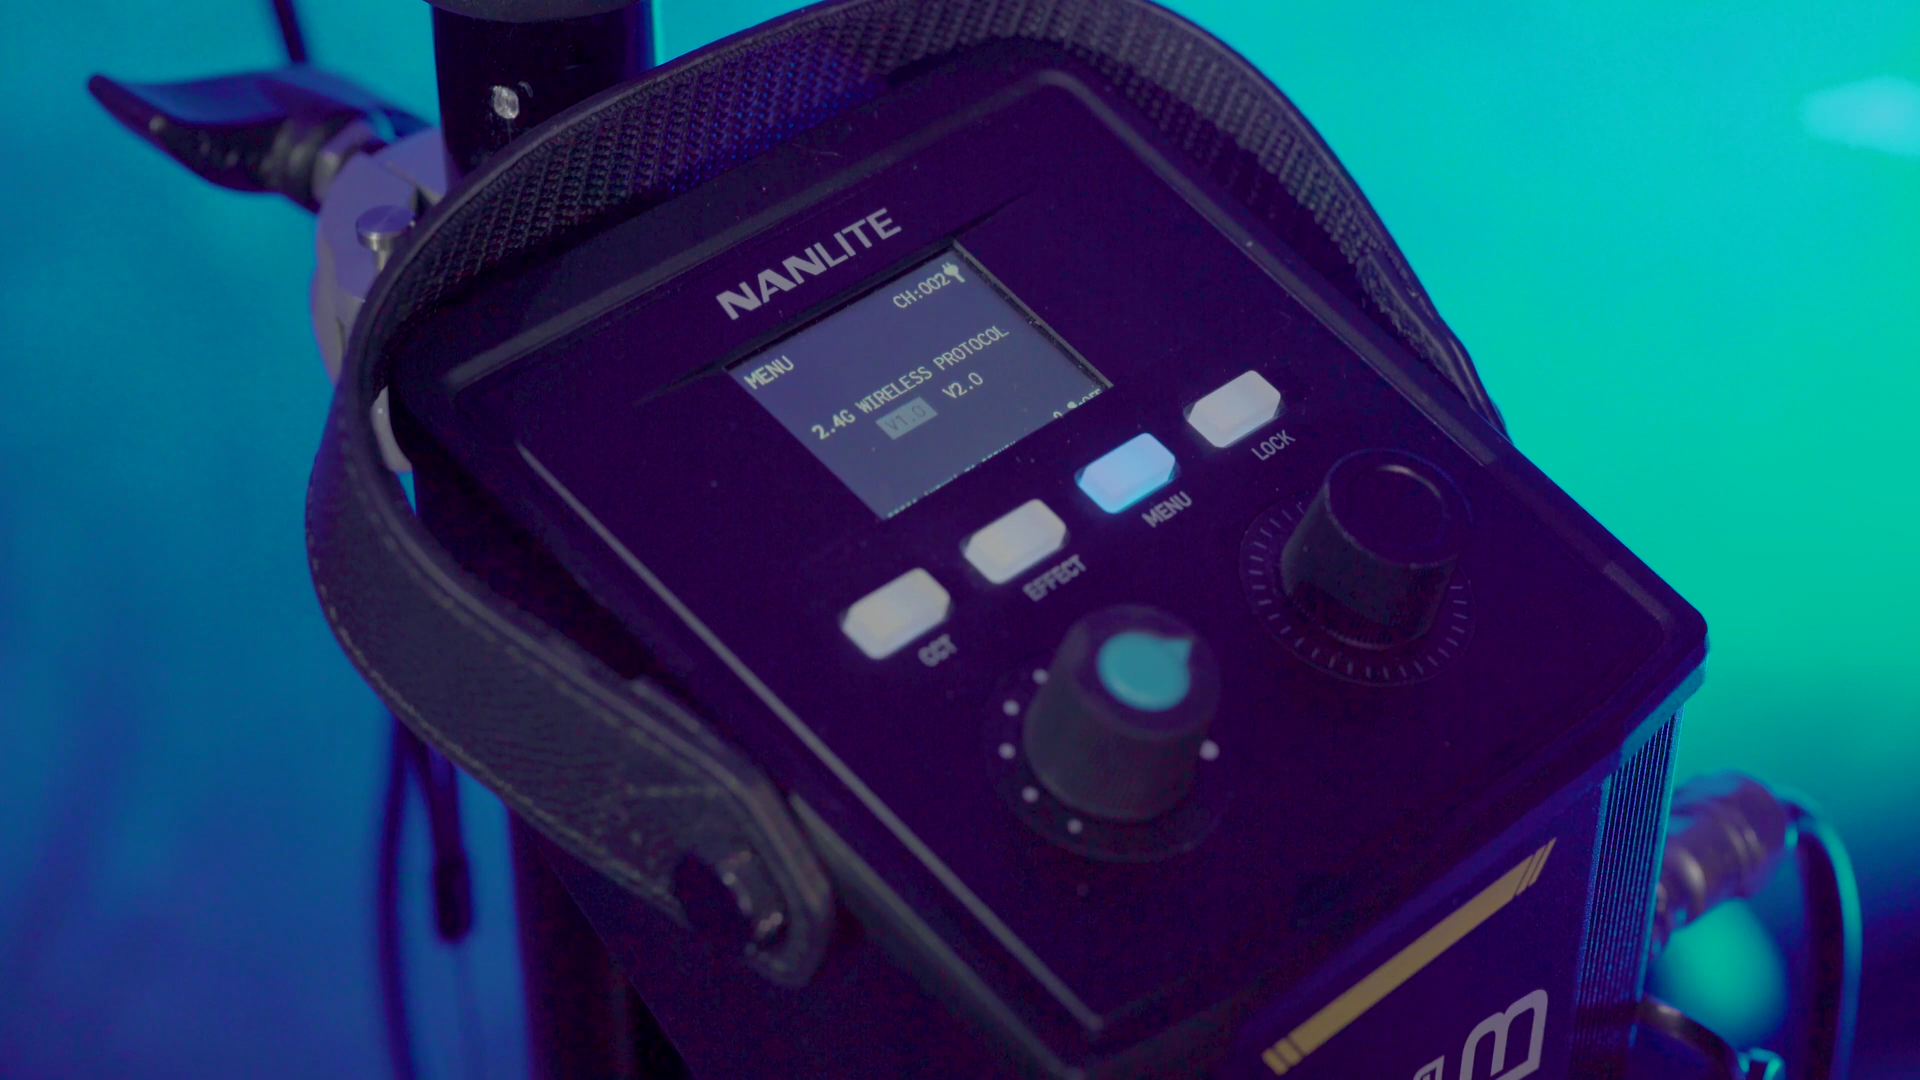 NANLITE
CH:002
MENU
2.4G WIRELESS PROTOCOL
V1.0 V2.0
LOCK
MENU
EFFECT
CCT